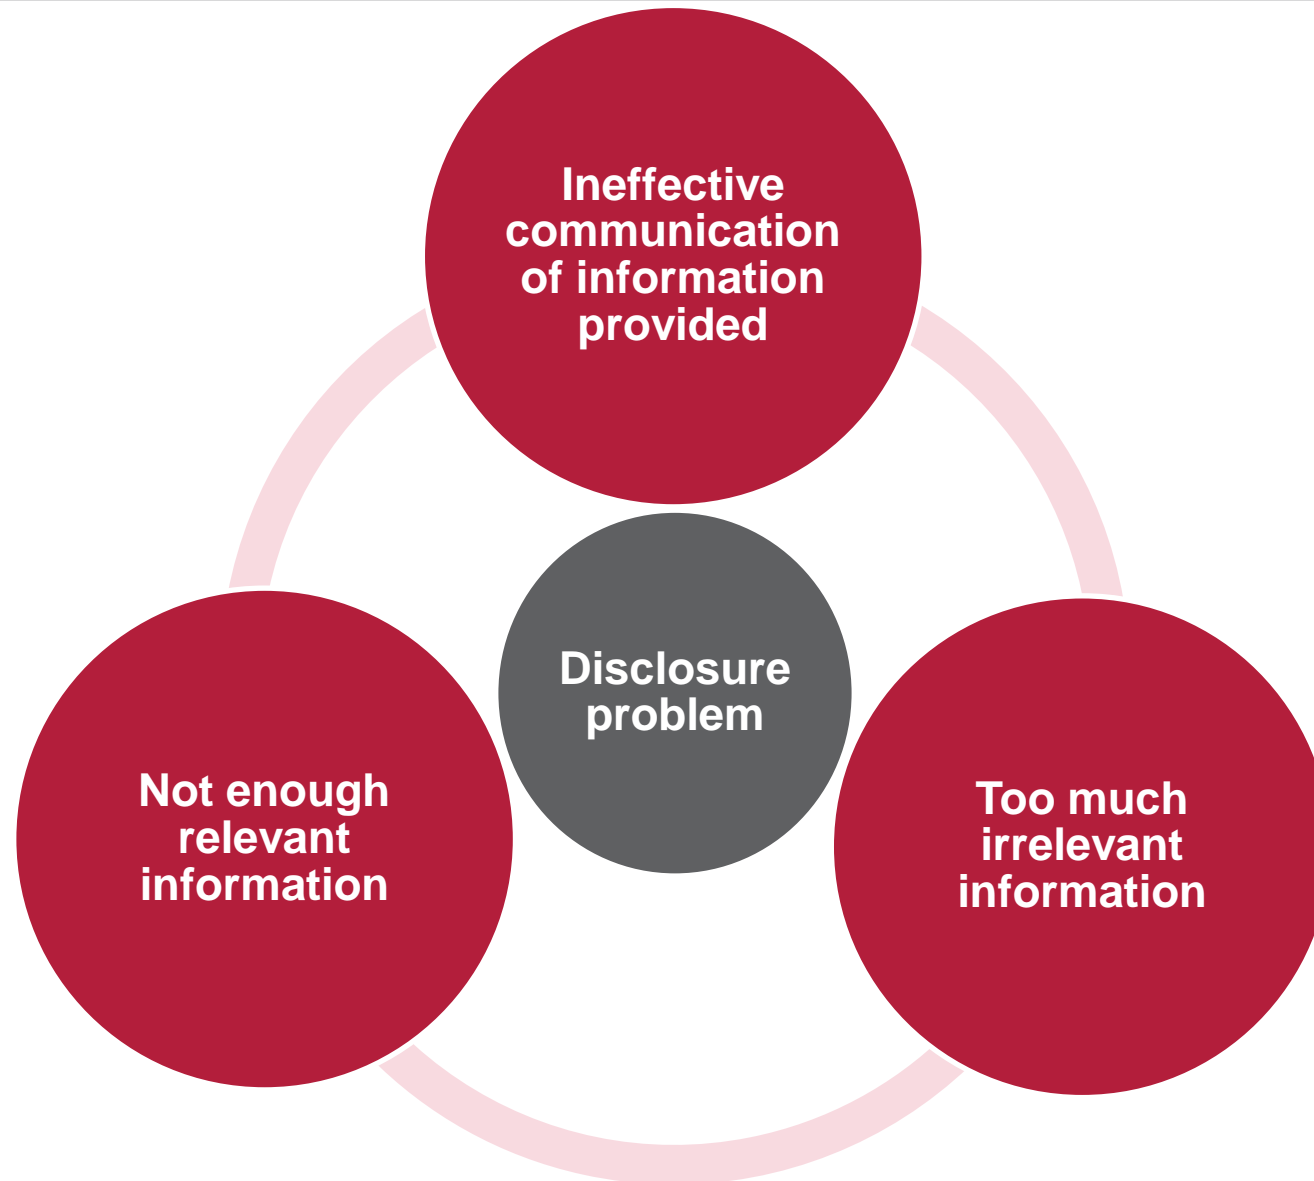 Ineffective
communication
of information
provided
Disclosure
problem
Not enough
relevant
information
Too much
irrelevant
information